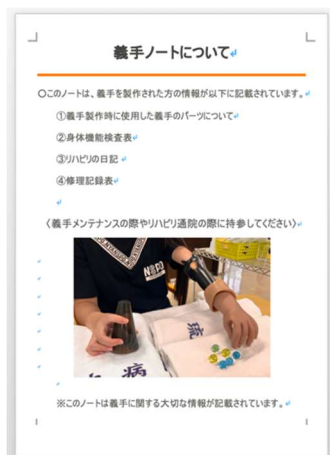 義手ノートについて
〇このノートは、義手を製作された方の情報が以下に記載されています。
①義手製作時に使用した義手のパーツについて
②身体機能検査表
③リハビリの日記
④修理記録表
〈義手メンテナンスの際やリハビリ通院の際に持参してください〉
琉
病
※このノートは義手に関する大切な情報が記載されています。